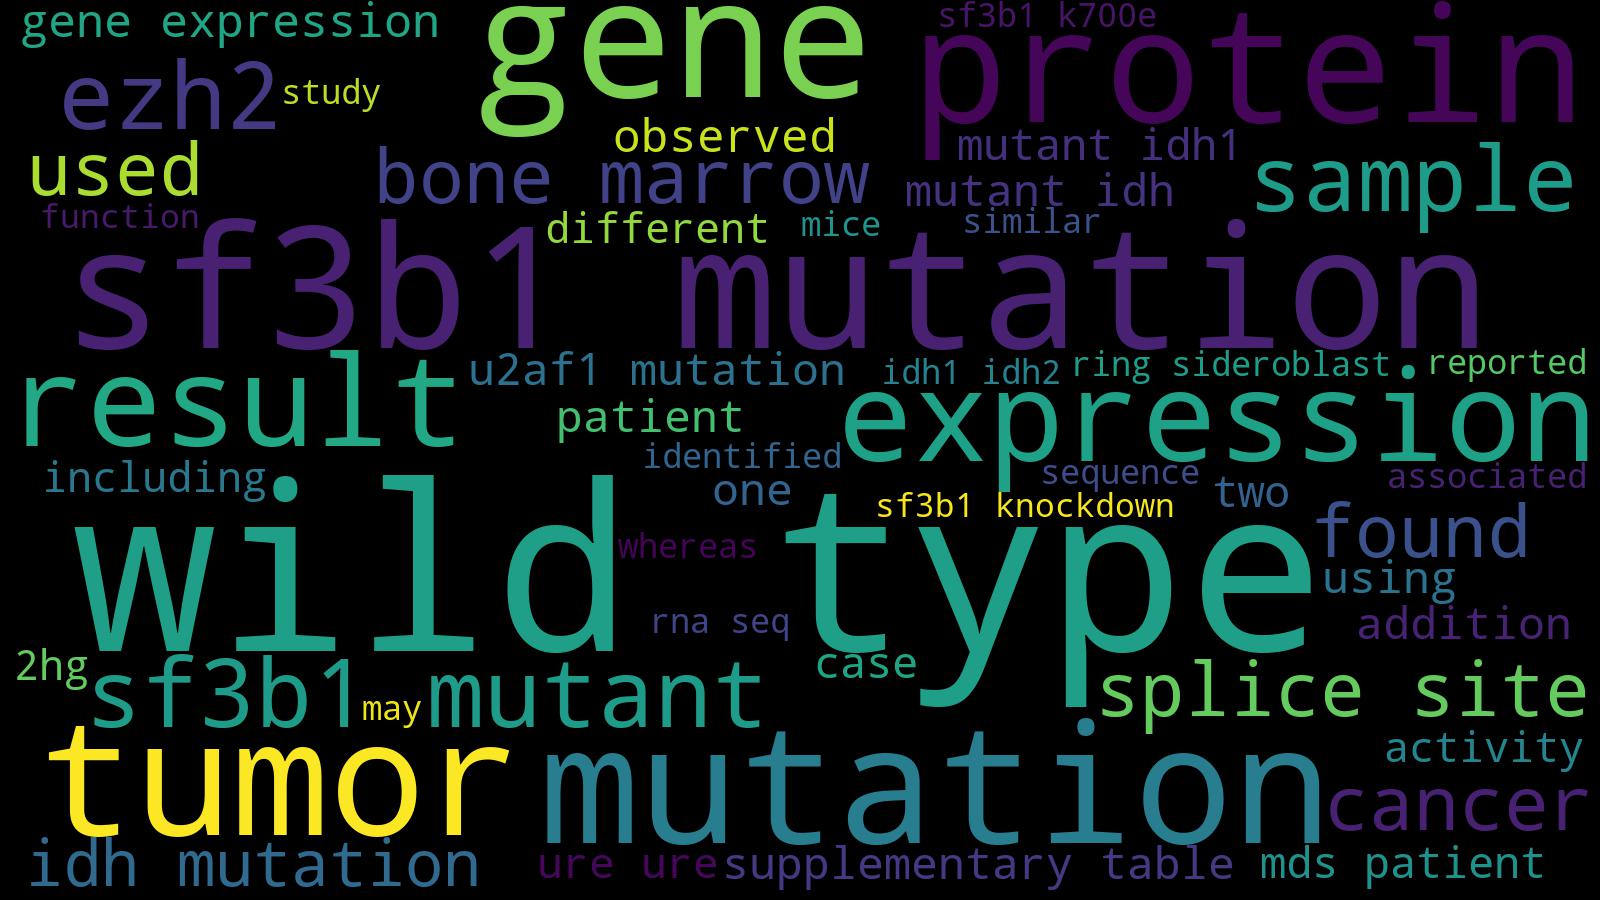 gene expression
gene
sf3b1 k700e
protein
ezh2
study
observed
mutant idh1
used
bone marrow
mutant idh
sample
function
different
mice
similar
sf3b1 mutation
result
u2af1 mutation
idh1 idh2
ring sideroblast
reported
patient
expression
including
identified
one
sequence
two
associated
sf3b1 knockdown
wild type
whereas
found
using
rna seq
addition
2hg
sf3b1 mutant
may
case
splice site
tumor
mutation
activity
cancer
idh mutation
ure ure
supplementary table
mds patient